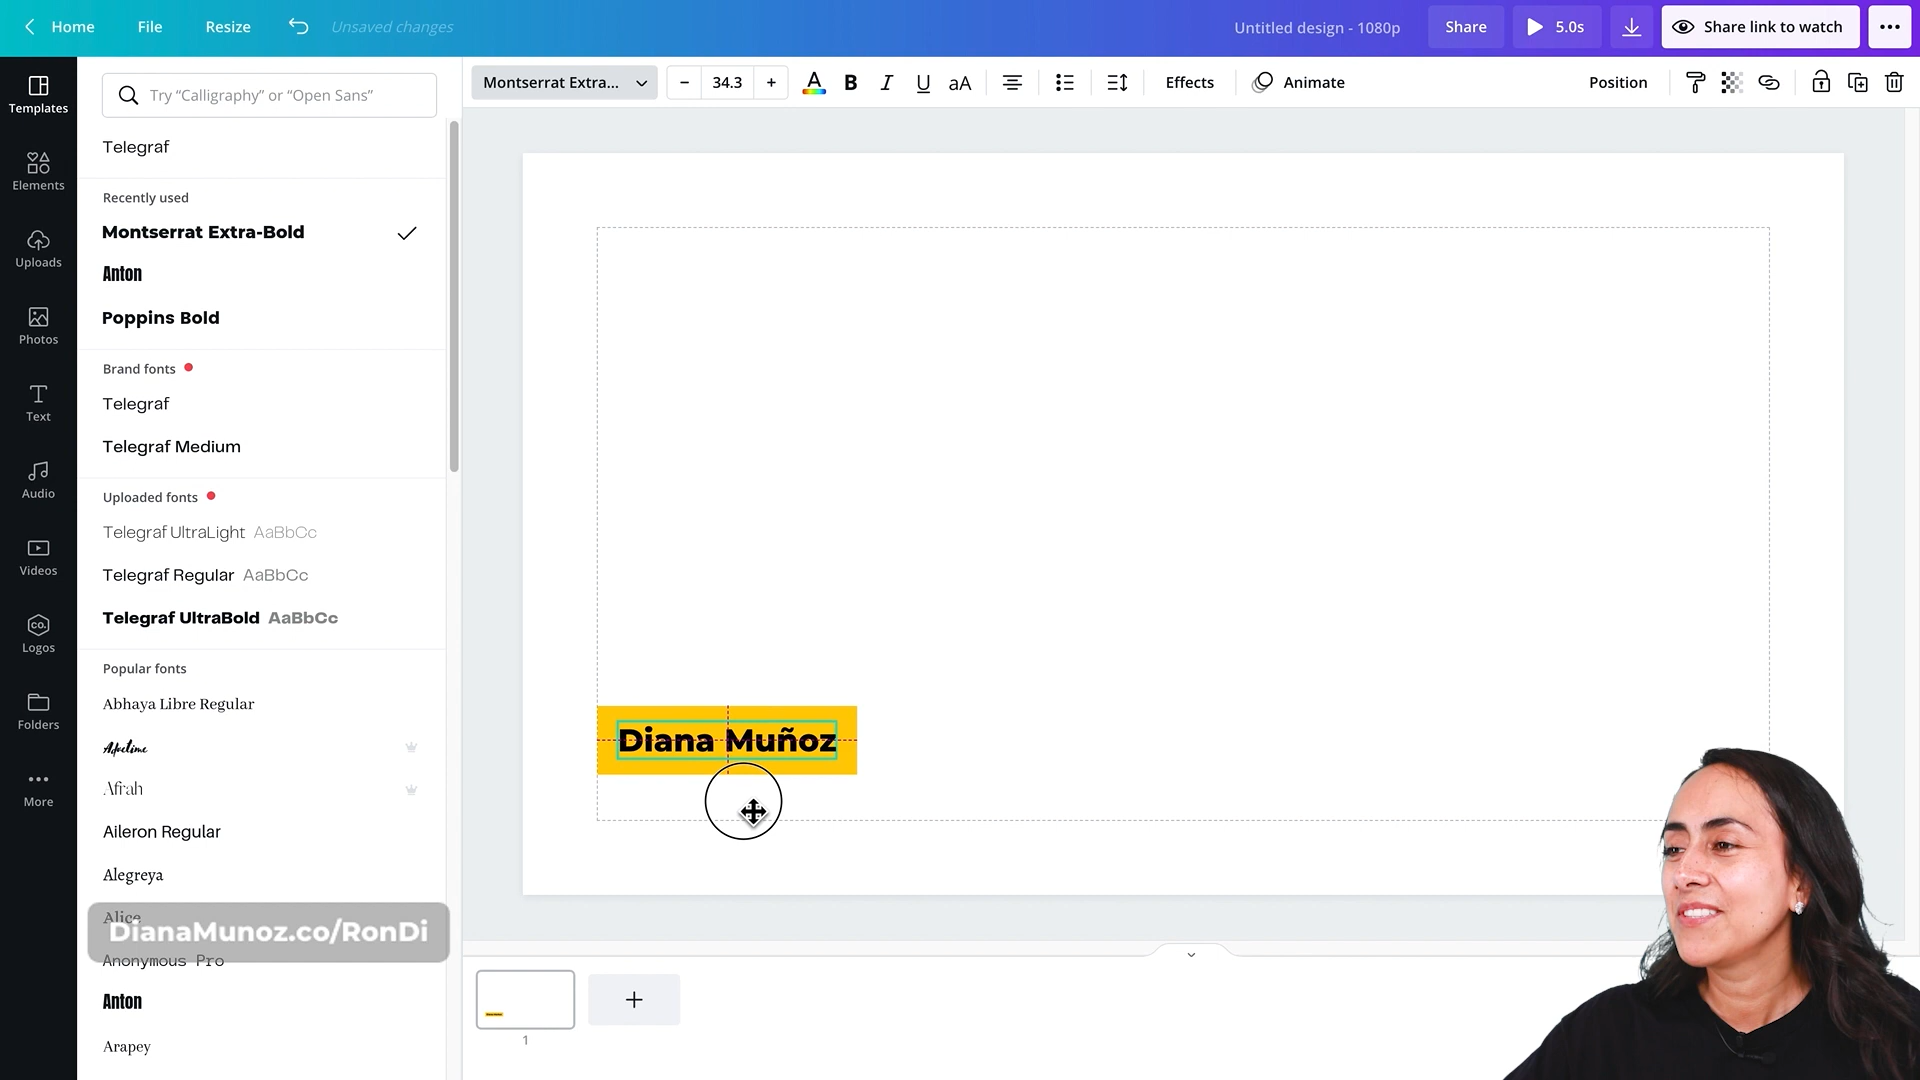 Home
File
Resize
Unsaved changes
Untitled design - 1080p
Share
5.0s
Share link to watch
Templates
Elements
Uploads
Photos
Text
Audio
Videos
CO.
Logos
Folders
More
Try “Calligraphy” or “Open Sans”
Telegraf
Recently used
Montserrat Extra-Bold
Anton
Poppins Bold
Brand fonts
Telegraf
Telegraf Medium
Uploaded fonts
Telegraf UltraLight AaBbCc
Telegraf Regular AaBbCc
Telegraf UltraBold AaBbCc
Popular fonts
Abhaya Libre Regular
Afrah
Aileron Regular
Alegreya
Alice
DianaMunoz.co/RonDi
Anonymous Pro
Anton
Arapey
Montserrat Extra...
34.3
A
B
I
U
aA
Effects
Animate
Position
Diana Muñoz
1